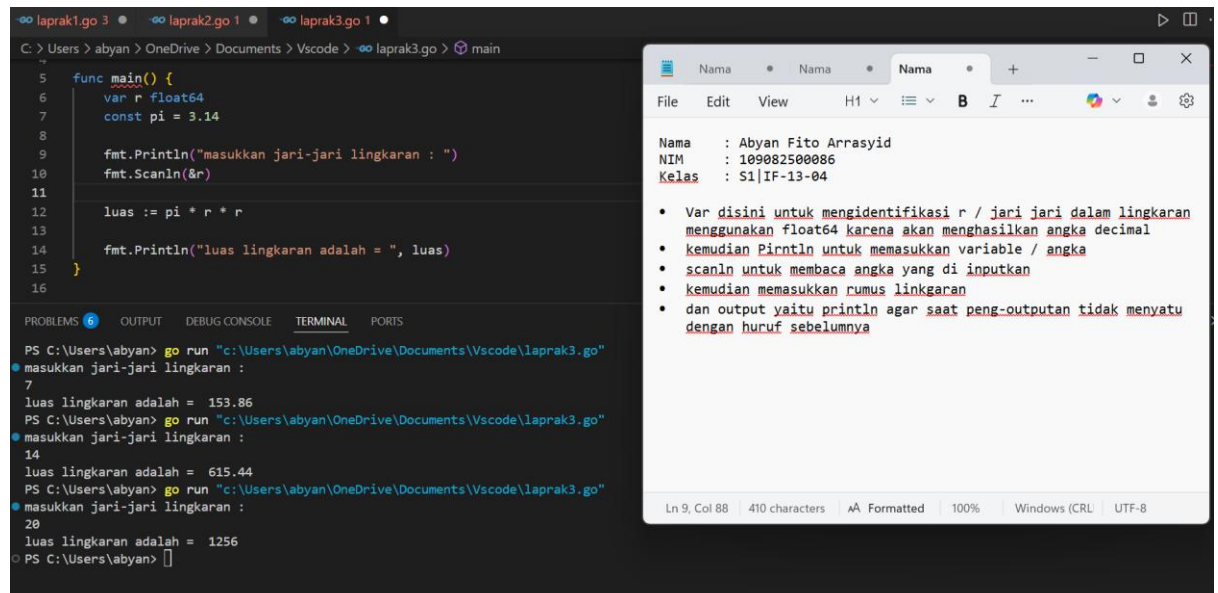 laprak1.go 3
laprak2.go 1
laprak3.go 1
C: > Users > abyan > OneDrive > Documents > Vscode > laprak3.go > main
5 func main() {
6 var r float64
7 const pi = 3.14
8
9 fmt.Println("masukkan jari-jari lingkaran : ")
10 fmt.Scanln(&r)
11
12 luas := pi * r * r
13
14 fmt.Println("luas lingkaran adalah = ", luas)
15 }
16
PROBLEMS 6 OUTPUT DEBUG CONSOLE TERMINAL PORTS
PS C:\Users\abyan> go run "c:\Users\abyan\OneDrive\Documents\Vscode\laprak3.go"
masukkan jari-jari lingkaran :
7
luas lingkaran adalah =  153.86
PS C:\Users\abyan> go run "c:\Users\abyan\OneDrive\Documents\Vscode\laprak3.go"
masukkan jari-jari lingkaran :
14
luas lingkaran adalah =  615.44
PS C:\Users\abyan> go run "c:\Users\abyan\OneDrive\Documents\Vscode\laprak3.go"
masukkan jari-jari lingkaran :
20
luas lingkaran adalah =  1256
PS C:\Users\abyan>
Nama Nama Nama
File Edit View H1 B I ...
Nama : Abyan Fito Arrasyid
NIM : 109082500086
Kelas : S1|IF-13-04
• Var disini untuk mengidentifikasi r / jari jari dalam lingkaran
menggunakan float64 karena akan menghasilkan angka decimal
• kemudian Pirntln untuk memasukkan variable / angka
• scanln untuk membaca angka yang di inputkan
• kemudian memasukkan rumus linkgaran
• dan output yaitu println agar saat peng-outputan tidak menyatu
dengan huruf sebelumnya
Ln 9, Col 88 410 characters Formatted 100% Windows (CRL UTF-8